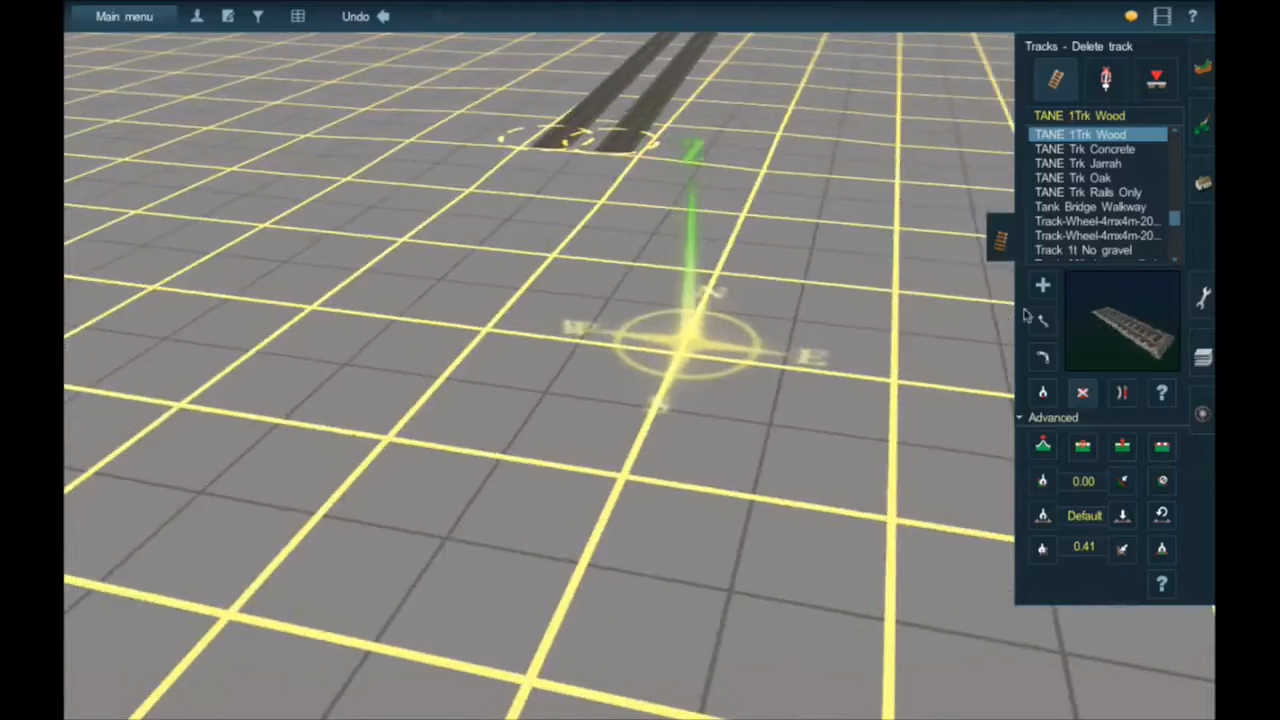 Main menu
Undo
?
Tracks - Delete track
TANE 1Trk Wood
TANE 1Trk Wood
TANE Trk Concrete
TANE Trk Jarrah
TANE Trk Oak
TANE Trk Rails Only
Tank Bridge Walkway
Track-Wheel-4mx4m-20...
Track-Wheel-4mx4m-20...
Track 1t No gravel
?
Advanced
0.00
Default
0.41
?
N
W
E
S